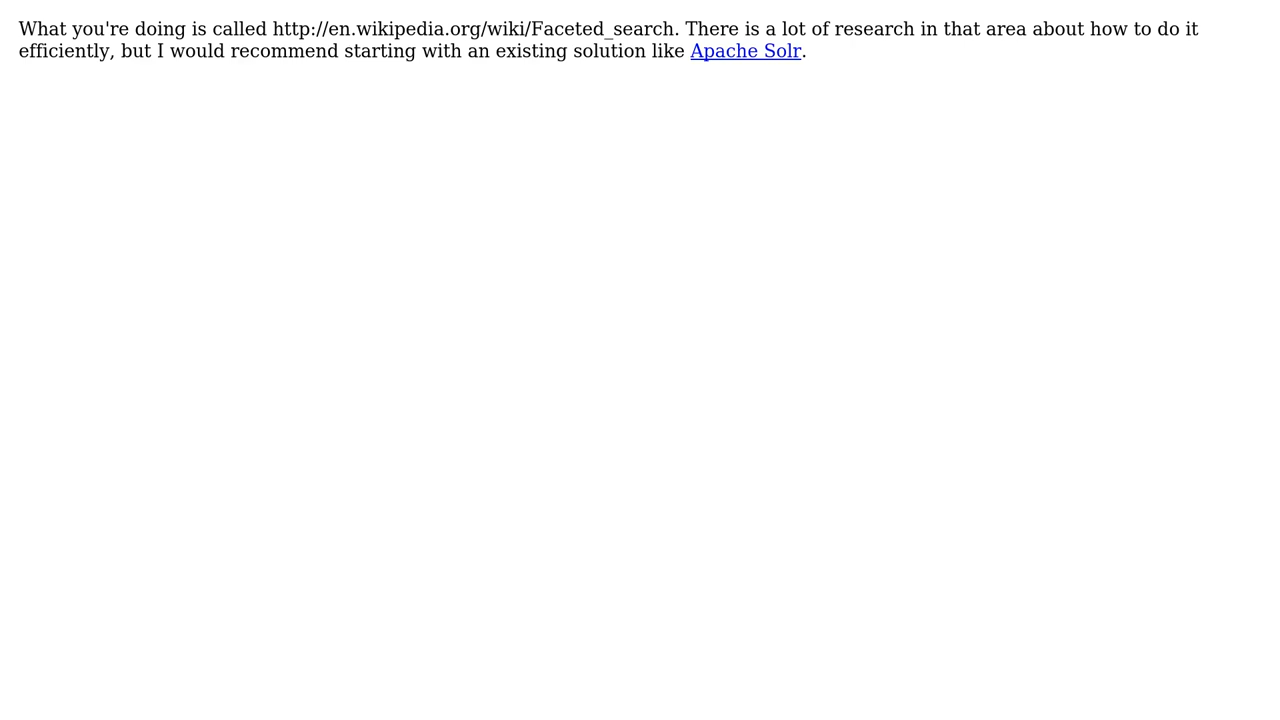 What you're doing is called http://en.wikipedia.org/wiki/Faceted_search. There is a lot of research in that area about how to do it
efficiently, but I would recommend starting with an existing solution like Apache Solr.